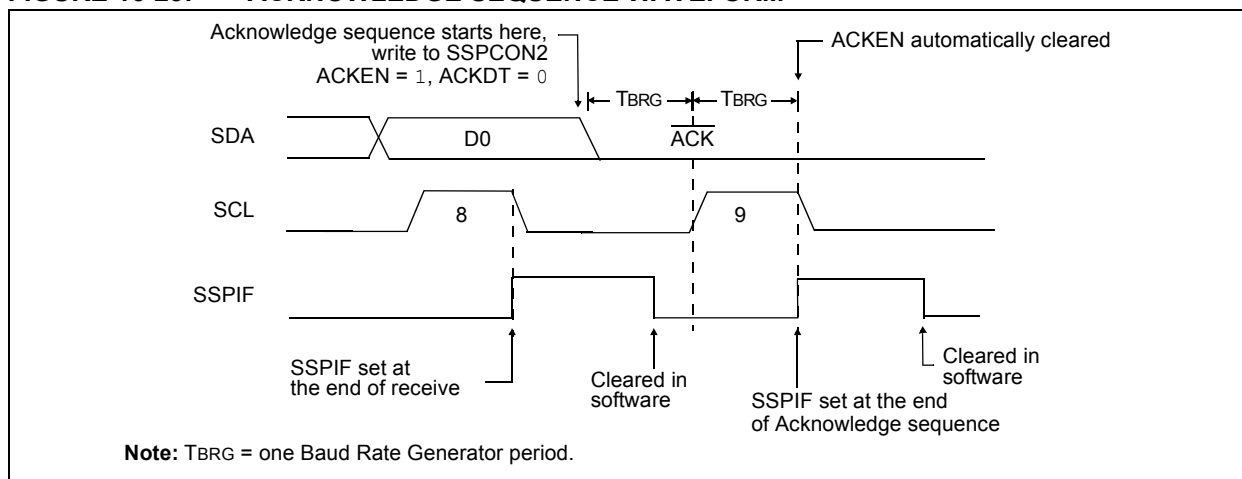 Acknowledge sequence starts here,
write to SSPCON2
ACKEN = 1, ACKDT = 0
ACKEN automatically cleared
TBRG
TBRG
SDA
D0
ACK
SCL
8
9
SSPIF
SSPIF set at
the end of receive
Cleared in
software
SSPIF set at the end
of Acknowledge sequence
Cleared in
software
Note: TBRG = one Baud Rate Generator period.